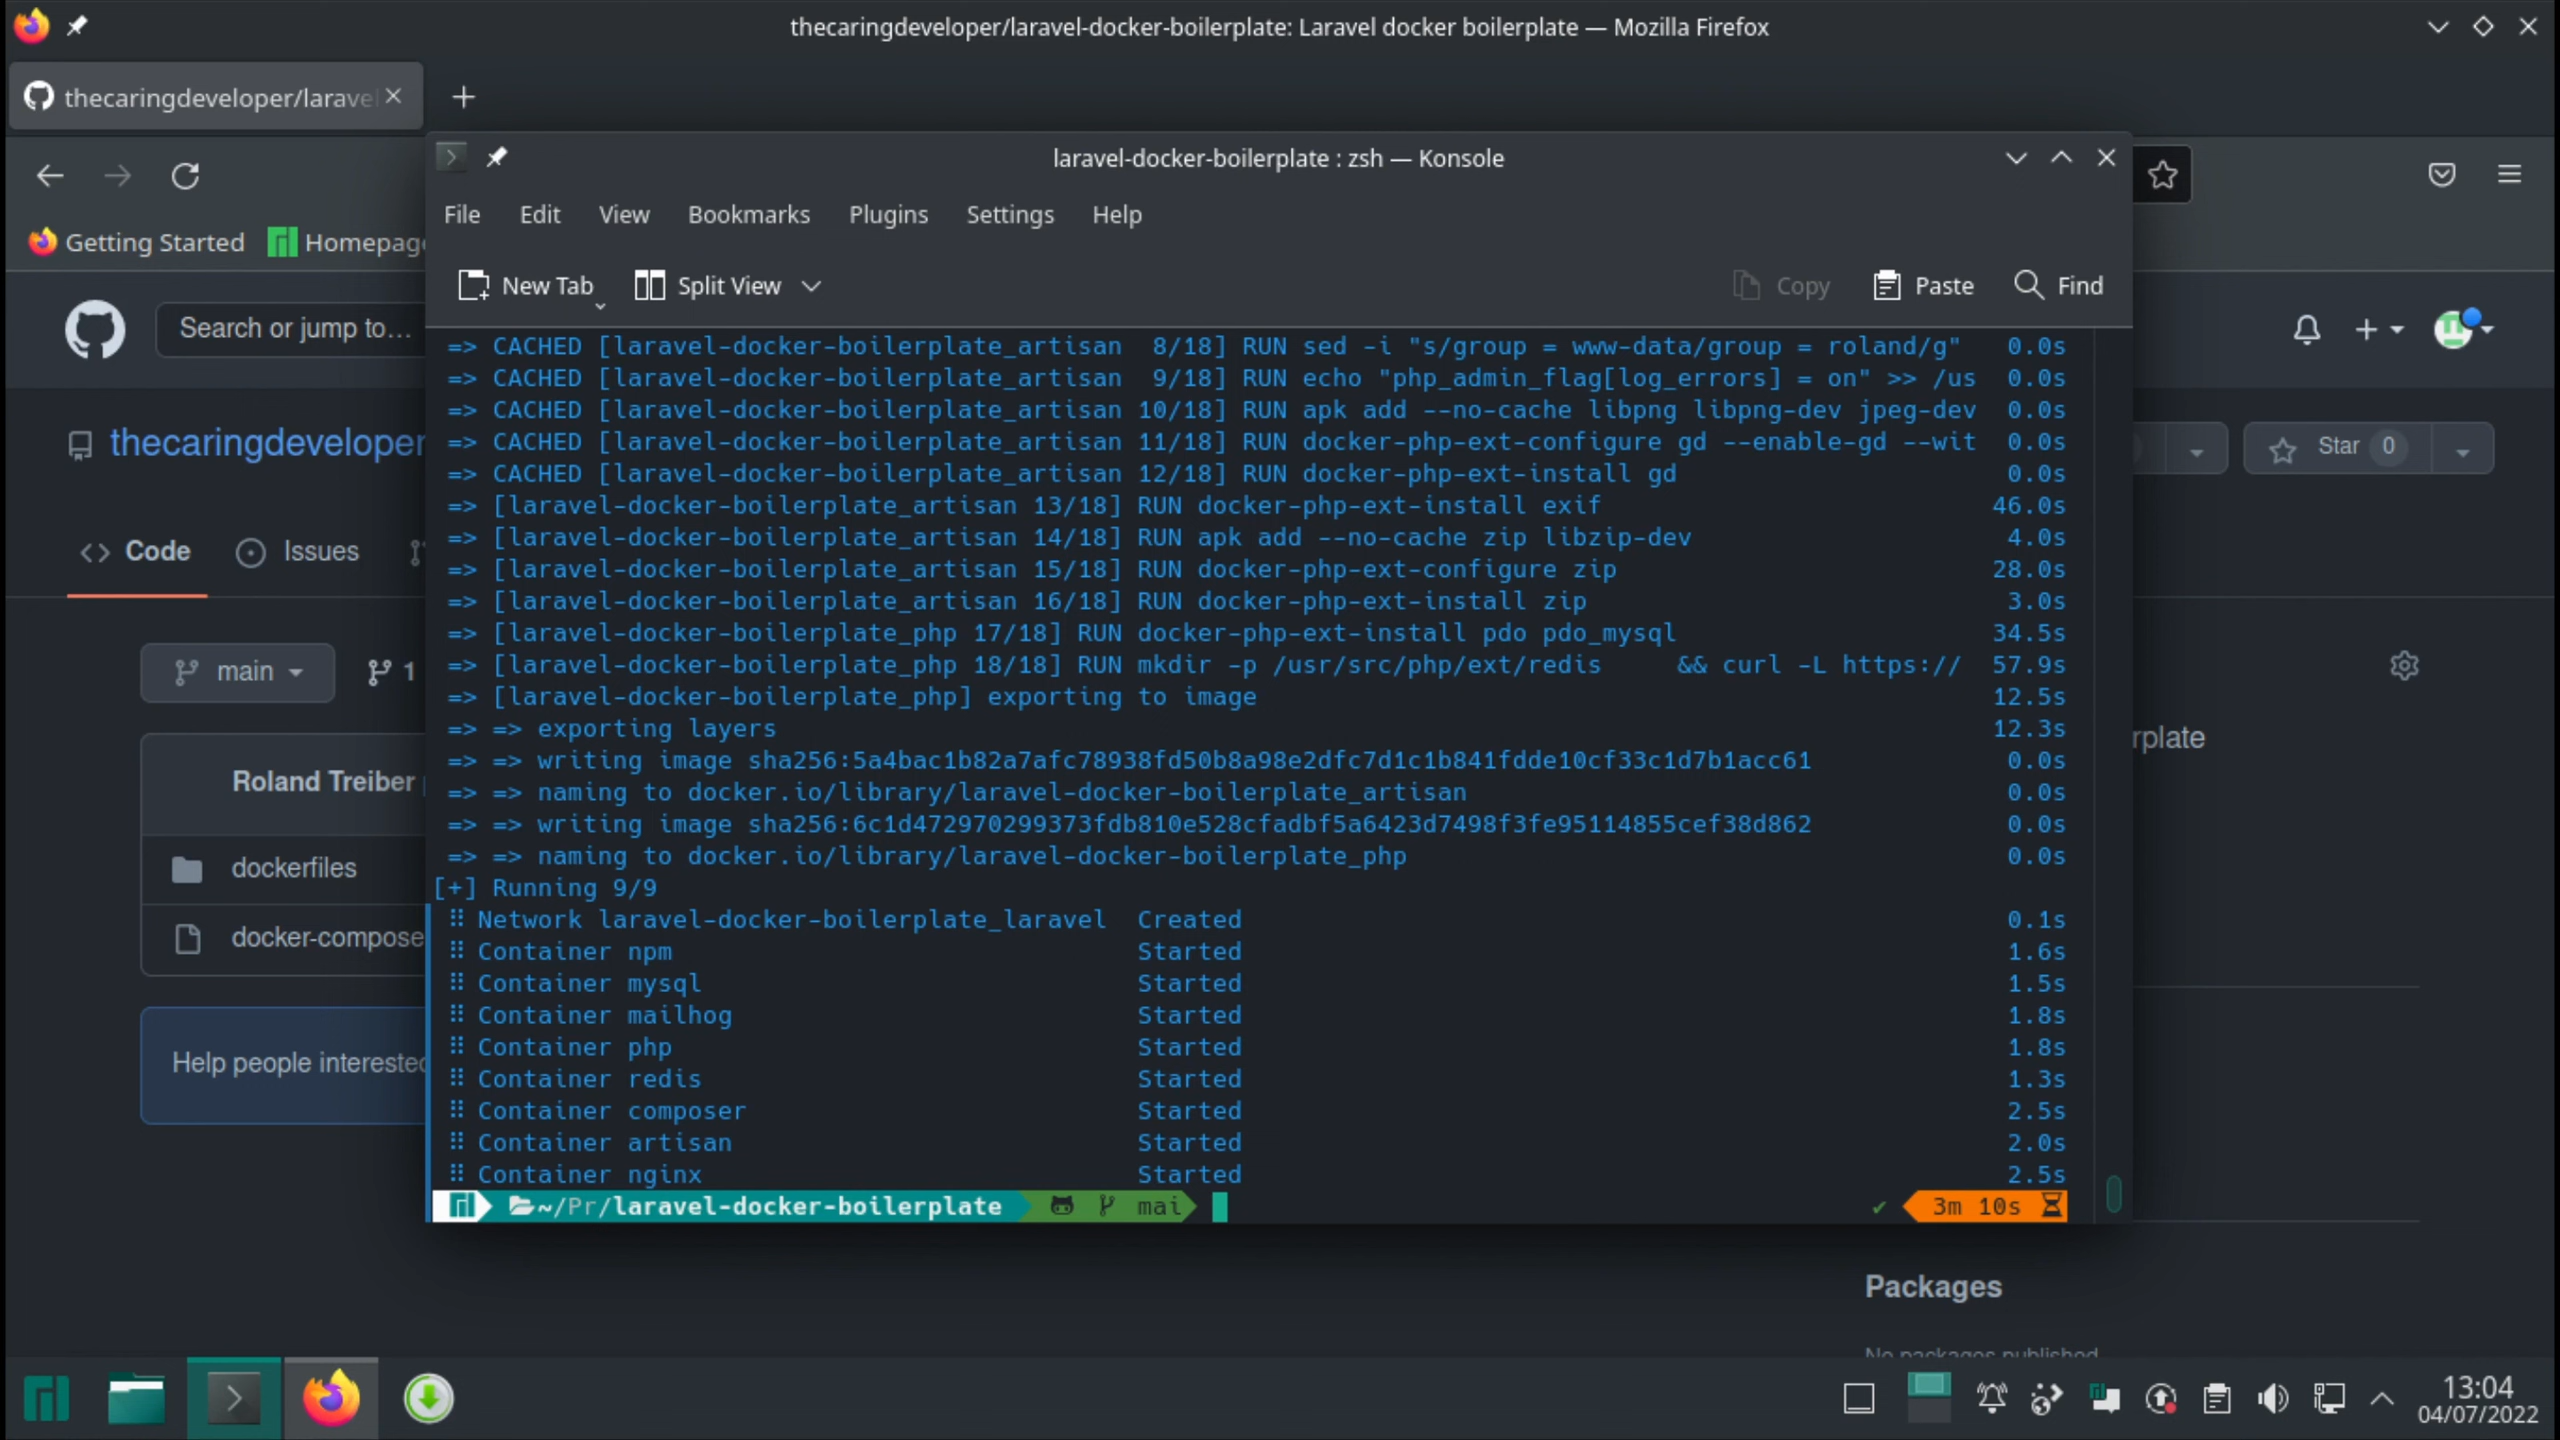 thecaringdeveloper/laravel-docker-boilerplate: Laravel docker boilerplate — Mozilla Firefox
thecaringdeveloper/larave
laravel-docker-boilerplate : zsh — Konsole
File Edit View Bookmarks Plugins Settings Help
Getting Started Homepage
New Tab Split View Copy Paste Find
Search or jump to...
=> CACHED [laravel-docker-boilerplate_artisan  8/18] RUN sed -i "s/group = www-data/group = roland/g" 0.0s
=> CACHED [laravel-docker-boilerplate_artisan  9/18] RUN echo "php_admin_flag[log_errors] = on" >> /us 0.0s
=> CACHED [laravel-docker-boilerplate_artisan 10/18] RUN apk add --no-cache libpng libpng-dev jpeg-dev 0.0s
=> CACHED [laravel-docker-boilerplate_artisan 11/18] RUN docker-php-ext-configure gd --enable-gd --wit 0.0s
=> CACHED [laravel-docker-boilerplate_artisan 12/18] RUN docker-php-ext-install gd 0.0s
=> [laravel-docker-boilerplate_artisan 13/18] RUN docker-php-ext-install exif 46.0s
=> [laravel-docker-boilerplate_artisan 14/18] RUN apk add --no-cache zip libzip-dev 4.0s
=> [laravel-docker-boilerplate_artisan 15/18] RUN docker-php-ext-configure zip 28.0s
=> [laravel-docker-boilerplate_artisan 16/18] RUN docker-php-ext-install zip 3.0s
=> [laravel-docker-boilerplate_php 17/18] RUN docker-php-ext-install pdo pdo_mysql 34.5s
=> [laravel-docker-boilerplate_php 18/18] RUN mkdir -p /usr/src/php/ext/redis     && curl -L https:// 57.9s
=> [laravel-docker-boilerplate_php] exporting to image 12.5s
=> => exporting layers 12.3s
=> => writing image sha256:5a4bac1b82a7afc78938fd50b8a98e2dfc7d1c1b841fdde10cf33c1d7b1acc61 0.0s
=> => naming to docker.io/library/laravel-docker-boilerplate_artisan 0.0s
=> => writing image sha256:6c1d472970299373fdb810e528cfadbf5a6423d7498f3fe95114855cef38d862 0.0s
=> => naming to docker.io/library/laravel-docker-boilerplate_php 0.0s
[+] Running 9/9
⠿ Network laravel-docker-boilerplate_laravel Created 0.1s
⠿ Container npm Started 1.6s
⠿ Container mysql Started 1.5s
⠿ Container mailhog Started 1.8s
⠿ Container php Started 1.8s
⠿ Container redis Started 1.3s
⠿ Container composer Started 2.5s
⠿ Container artisan Started 2.0s
⠿ Container nginx Started 2.5s
~/Pr/laravel-docker-boilerplate mai ✔ 3m 10s
thecaringdeveloper
Star 0
Code Issues
main 1
rplate
Roland Treiber
dockerfiles
docker-compose
Help people interested
Packages
No packages published
13:04
04/07/2022